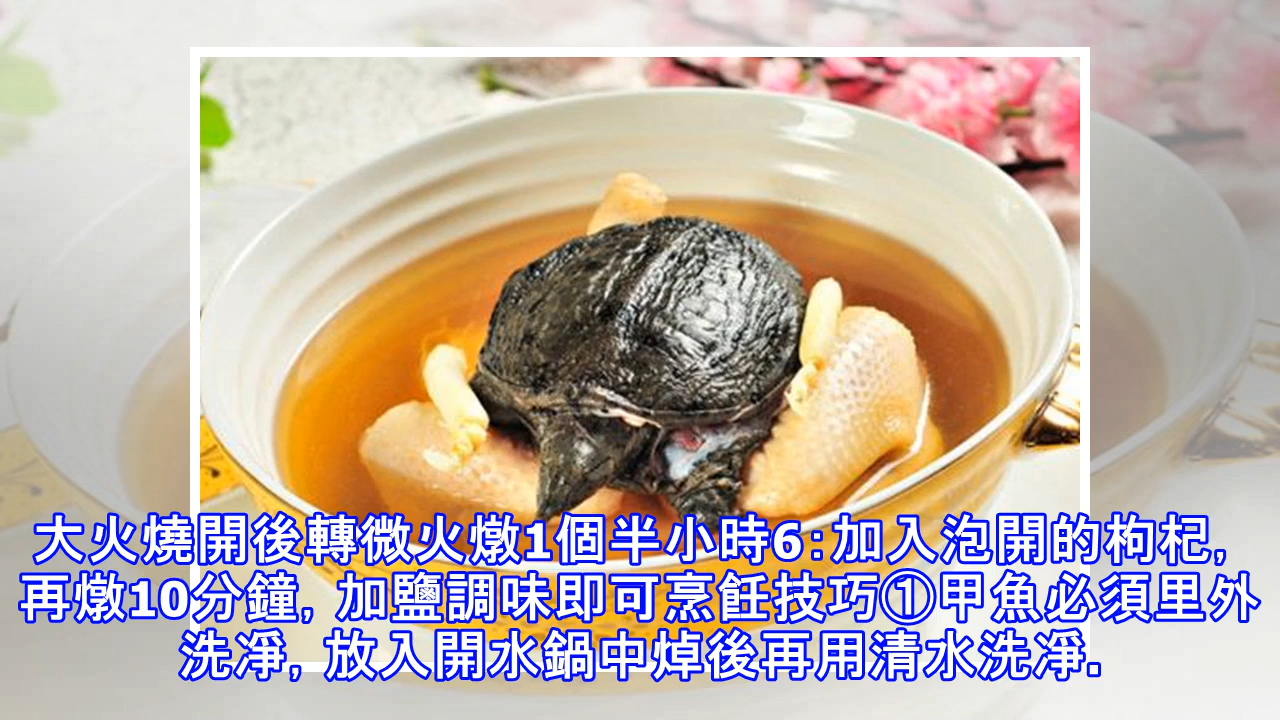 大火燒開後轉微火燉1個半小時6:加入泡開的枸杞,
再燉10分鐘, 加鹽調味即可烹飪技巧①甲魚必須里外
洗凈, 放入開水鍋中焯後再用清水洗凈.